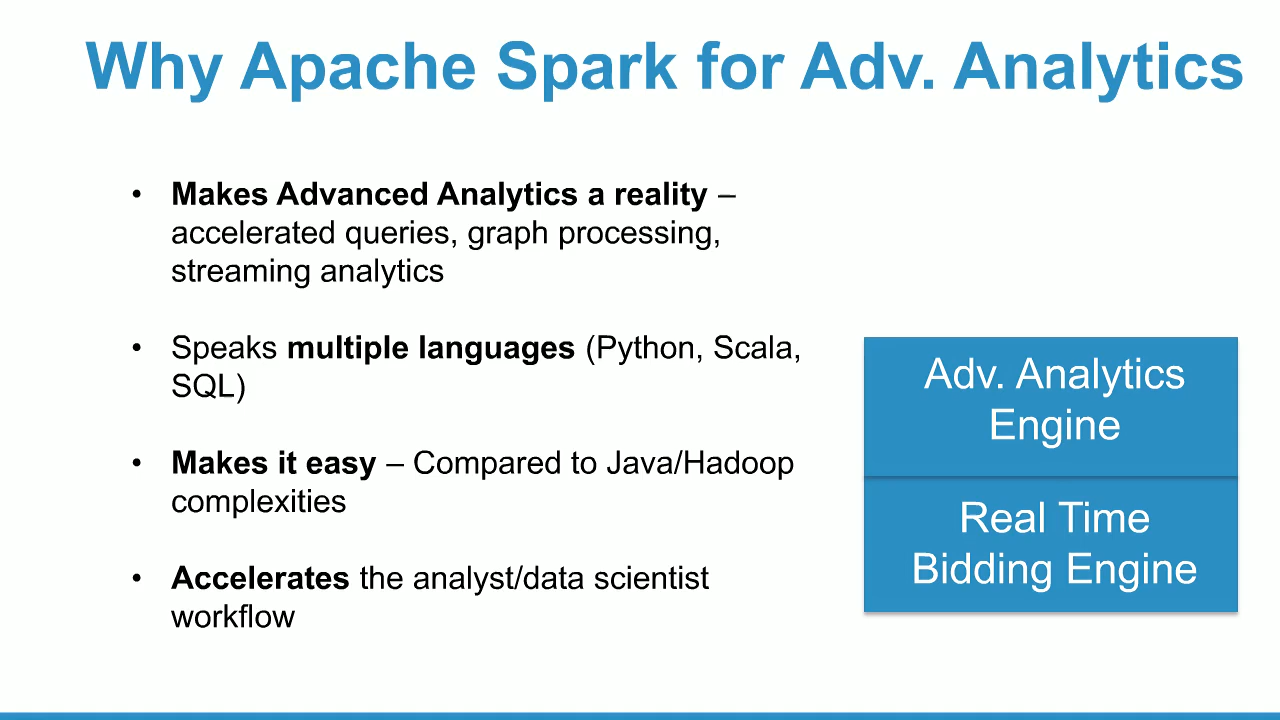 Why Apache Spark for Adv. Analytics
• Makes Advanced Analytics a reality –
accelerated queries, graph processing,
streaming analytics
• Speaks multiple languages (Python, Scala,
SQL)
• Makes it easy – Compared to Java/Hadoop
complexities
• Accelerates the analyst/data scientist
workflow
Adv. Analytics
Engine
Real Time
Bidding Engine